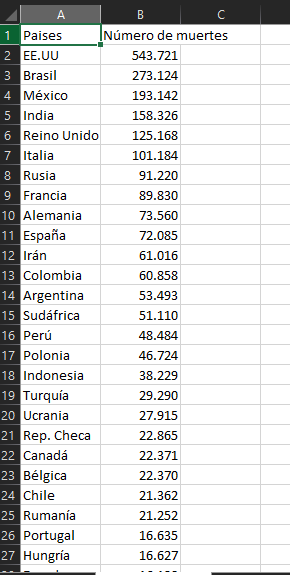 A B C
1 Paises Número de muertes
2 EE.UU 543.721
3 Brasil 273.124
4 México 193.142
5 India 158.326
6 Reino Unido 125.168
7 Italia 101.184
8 Rusia 91.220
9 Francia 89.830
10 Alemania 73.560
11 España 72.085
12 Irán 61.016
13 Colombia 60.858
14 Argentina 53.493
15 Sudáfrica 51.110
16 Perú 48.484
17 Polonia 46.724
18 Indonesia 38.229
19 Turquía 29.290
20 Ucrania 27.915
21 Rep. Checa 22.865
22 Canadá 22.371
23 Bélgica 22.370
24 Chile 21.362
25 Rumanía 21.252
26 Portugal 16.635
27 Hungría 16.627